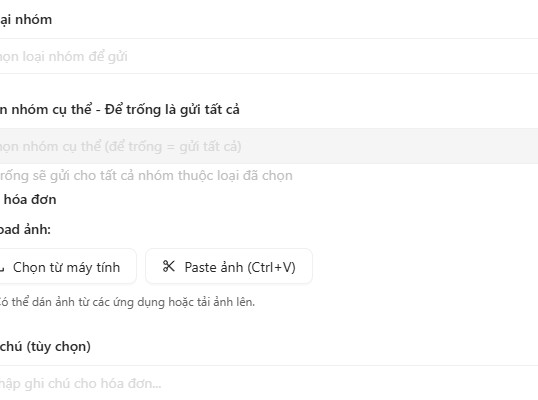 ại nhóm
ọn loại nhóm để gửi
n nhóm cụ thể - Để trống là gửi tất cả
họn nhóm cụ thể (để trống = gửi tất cả)
trống sẽ gửi cho tất cả nhóm thuộc loại đã chọn
hóa đơn
oad ảnh:
Chọn từ máy tính
Paste ảnh (Ctrl+V)
Có thể dán ảnh từ các ứng dụng hoặc tải ảnh lên.
chú (tùy chọn)
hập ghi chú cho hóa đơn...